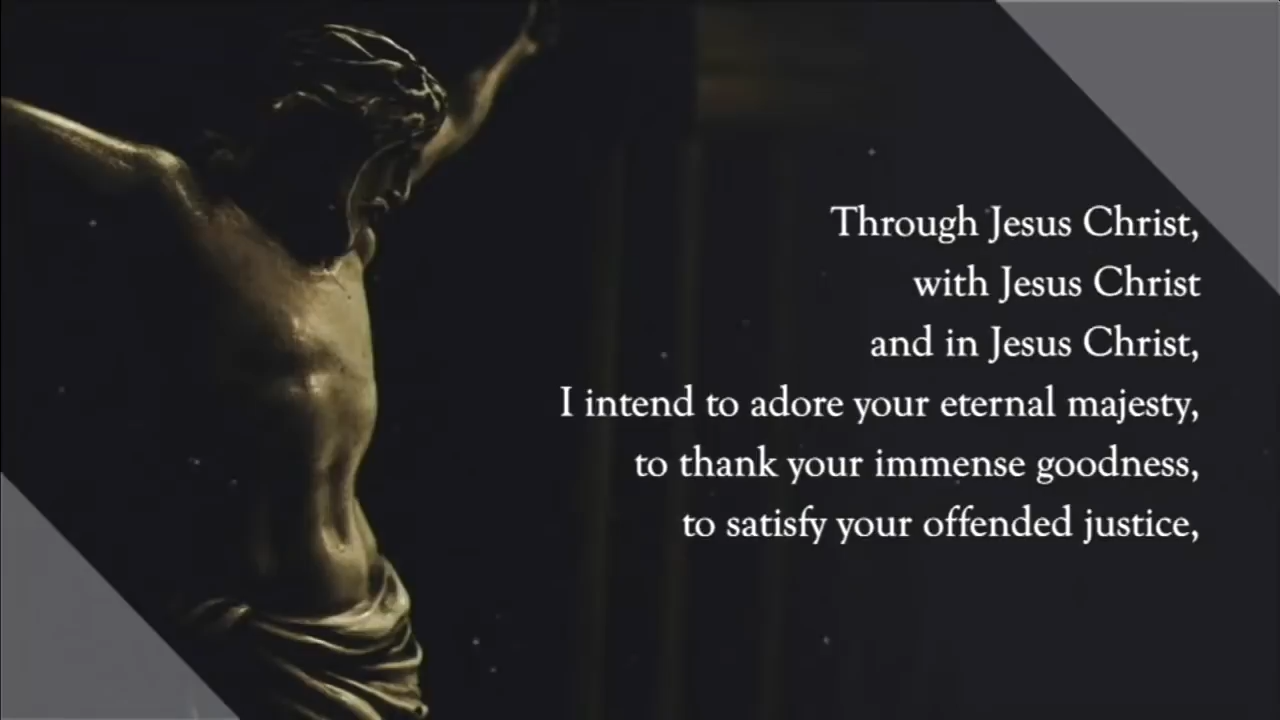 Through Jesus Christ,
with Jesus Christ
and in Jesus Christ,
I intend to adore your eternal majesty,
to thank your immense goodness,
to satisfy your offended justice,